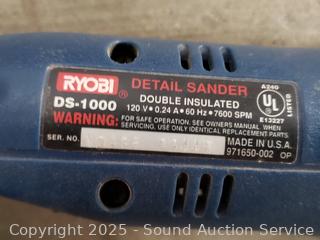 RYOBI® DETAIL SANDER A240
DS-1000 DOUBLE INSULATED UL®
120 V • 0.24 A • 60 Hz • 7600 SPM E13227 LISTED
WARNING: FOR SAFE OPERATION. SEE OWNERS MANUAL. WHEN
SERVICING. USE ONLY IDENTICAL REPLACEMENT PARTS.
SER. NO. MADE IN U.S.A.
971650-002 OP
Copyright 2025 - Sound Auction Service